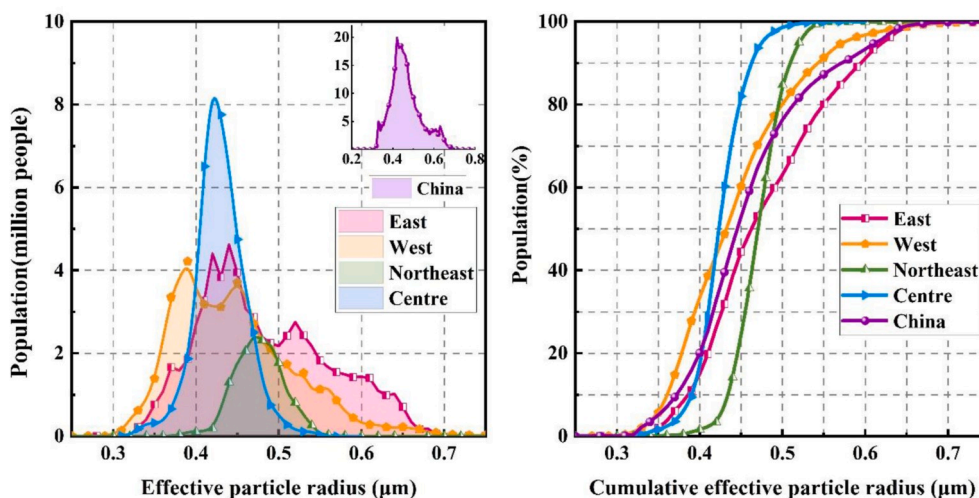 10
8
6
4
2
0
Population(million people)
20
15
10
5
0.2 0.4 0.6 0.8
China
East
West
Northeast
Centre
0.3 0.4 0.5 0.6 0.7
Effective particle radius (μm)
100
80
60
40
20
0
Population(%)
East
West
Northeast
Centre
China
0.3 0.4 0.5 0.6 0.7
Cumulative effective particle radius (μm)